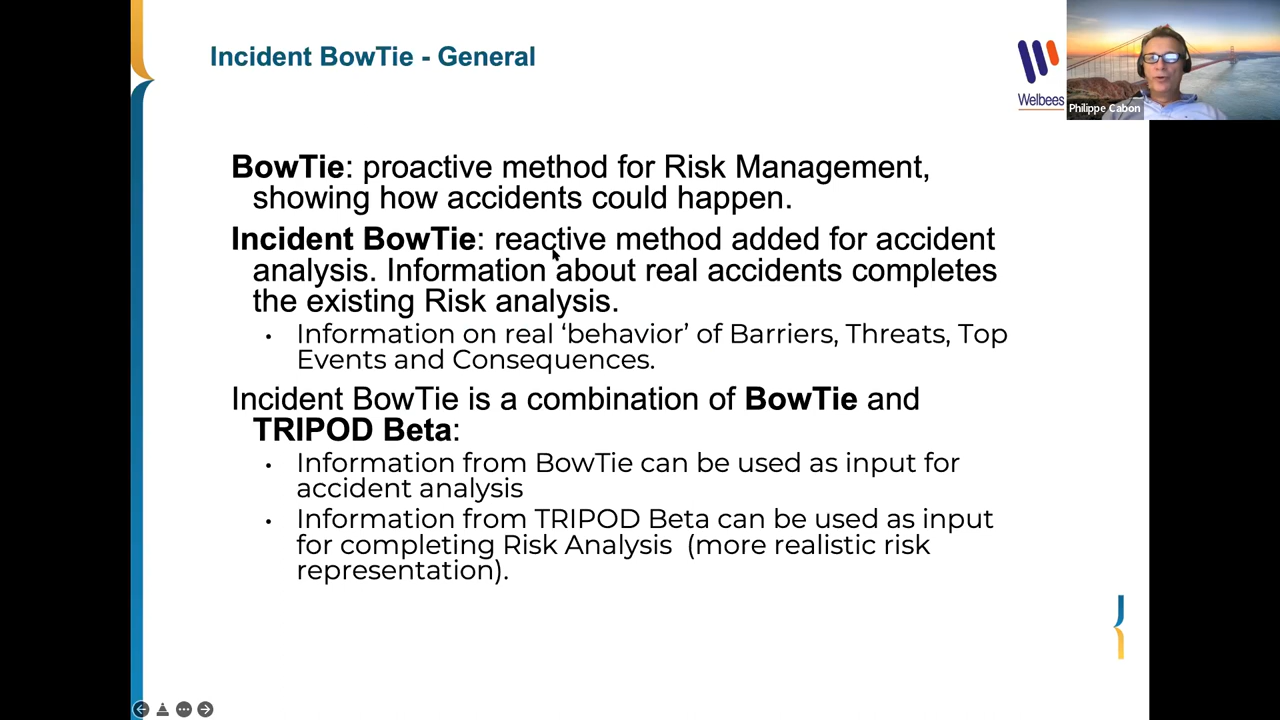 Incident BowTie - General
Welbees
Philippe Cabon
BowTie: proactive method for Risk Management,
showing how accidents could happen.
Incident BowTie: reactive method added for accident
analysis. Information about real accidents completes
the existing Risk analysis.
• Information on real ‘behavior’ of Barriers, Threats, Top
Events and Consequences.
Incident BowTie is a combination of BowTie and
TRIPOD Beta:
• Information from BowTie can be used as input for
accident analysis
• Information from TRIPOD Beta can be used as input
for completing Risk Analysis  (more realistic risk
representation).